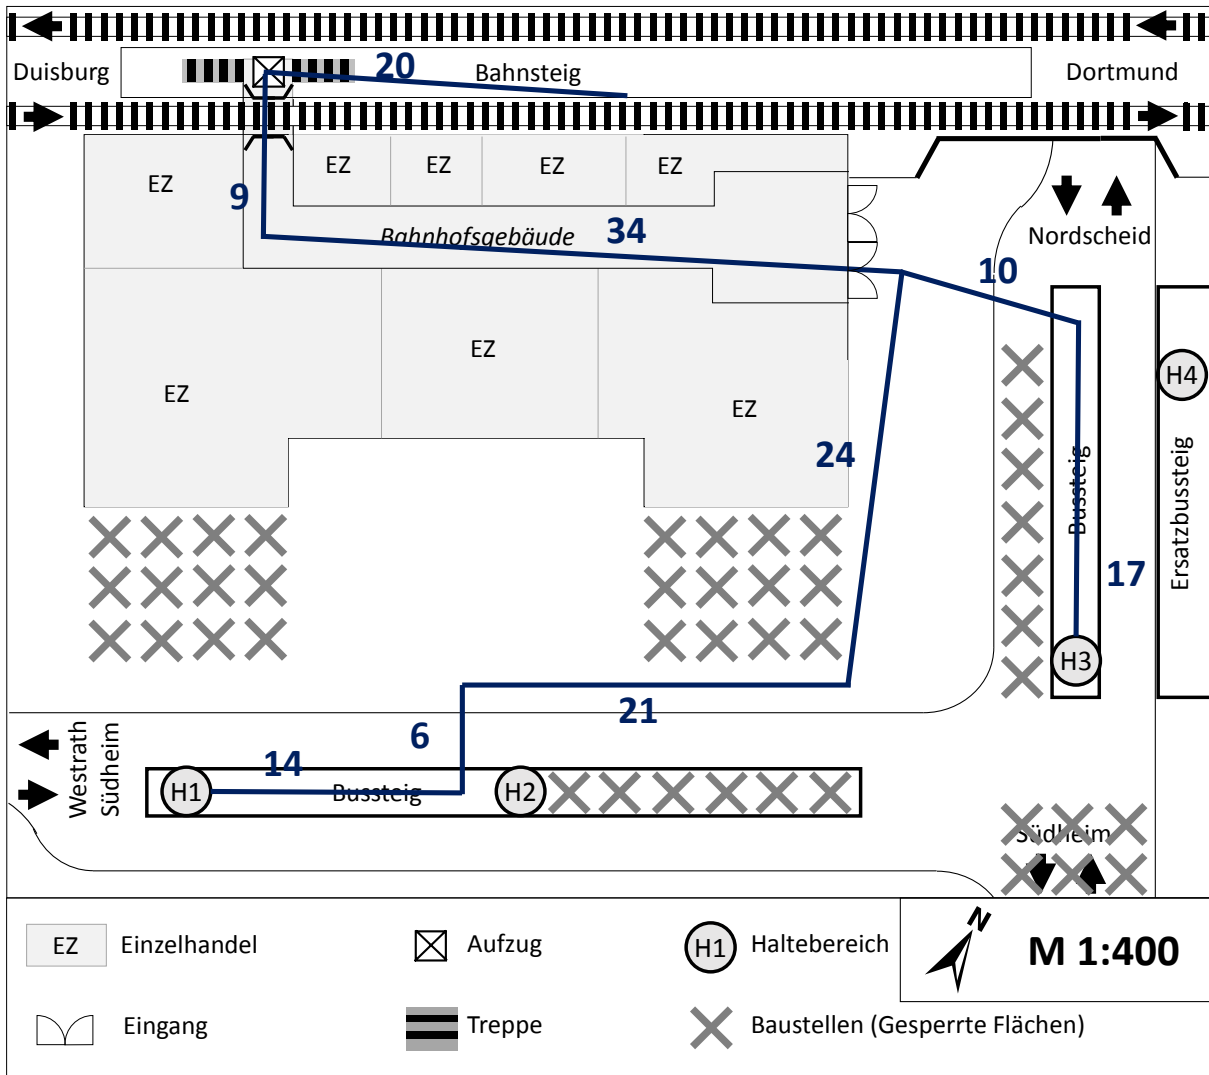 Duisburg
20
Bahnsteig
Dortmund
EZ
EZ
EZ
EZ
EZ
9
Bahnhofsgebäude
34
Nordscheid
10
EZ
EZ
EZ
24
Bussteig
H4
Ersatzbussteig
17
H3
21
6
14
Westrath
Südheim
H1
Bussteig
H2
Südheim
EZ Einzelhandel
Aufzug
H1 Haltebereich
N
M 1:400
Eingang
Treppe
Baustellen (Gesperrte Flächen)